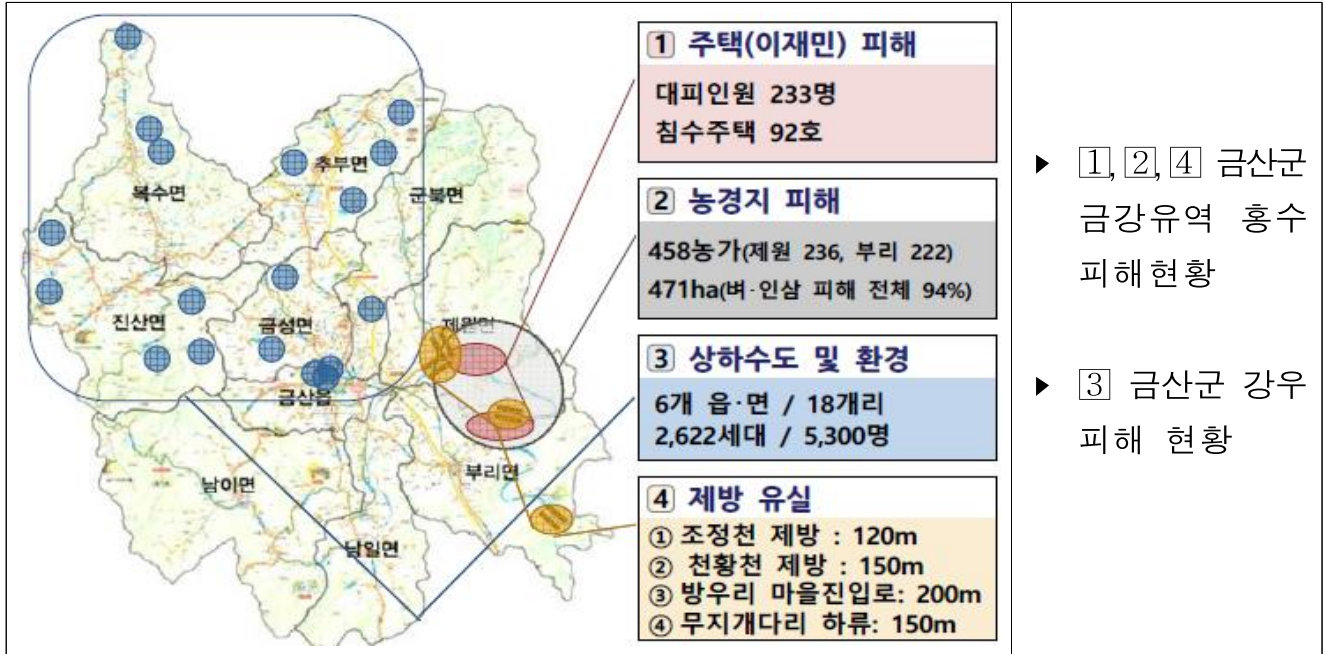 복수면
추부면
군북면
진산면
금성면
제원면
금산읍
남이면
부리면
남일면
1 주택(이재민) 피해
대피인원 233명
침수주택 92호
2 농경지 피해
458농가(제원 236, 부리 222)
471ha(벼·인삼 피해 전체 94%)
3 상하수도 및 환경
6개 읍·면 / 18개리
2,622세대 / 5,300명
4 제방 유실
① 조정천 제방 : 120m
② 천황천 제방 : 150m
③ 방우리 마을진입로: 200m
④ 무지개다리 하류: 150m
▶ 1, 2, 4 금산군
금강유역 홍수
피해현황
▶ 3 금산군 강우
피해 현황